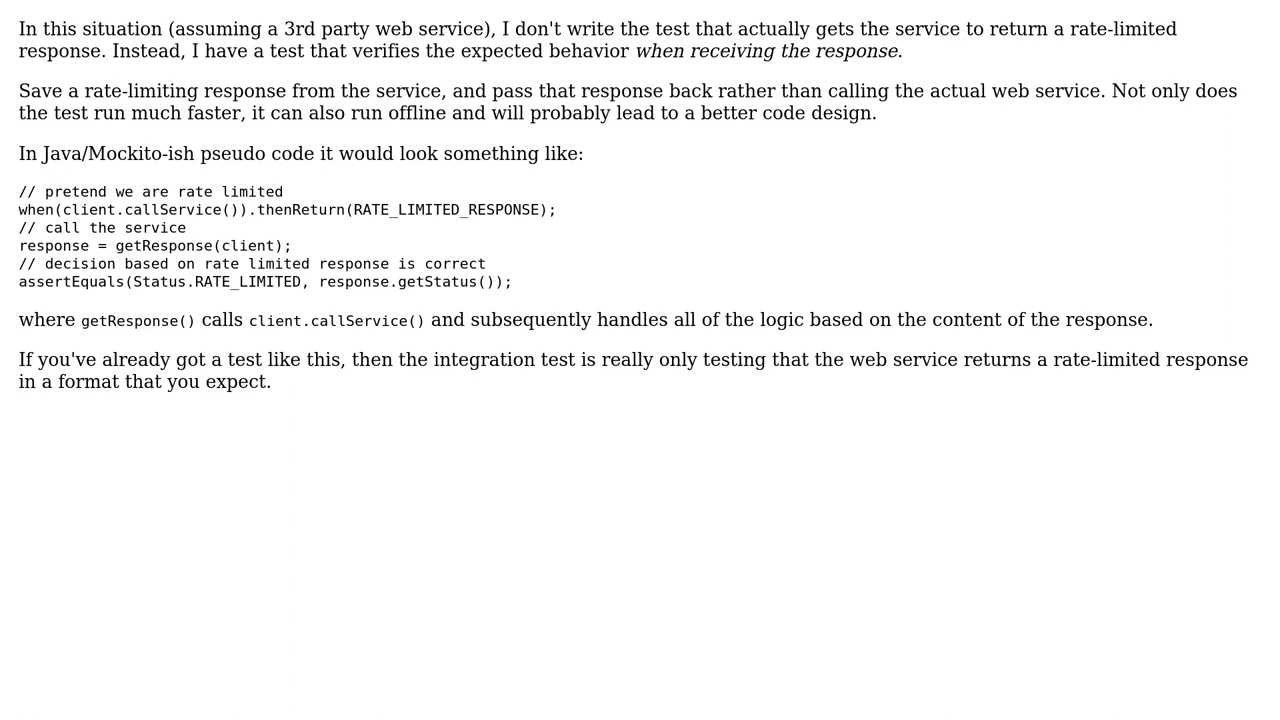 In this situation (assuming a 3rd party web service), I don't write the test that actually gets the service to return a rate-limited
response. Instead, I have a test that verifies the expected behavior when receiving the response.
Save a rate-limiting response from the service, and pass that response back rather than calling the actual web service. Not only does
the test run much faster, it can also run offline and will probably lead to a better code design.
In Java/Mockito-ish pseudo code it would look something like:
// pretend we are rate limited
when(client.callService()).thenReturn(RATE_LIMITED_RESPONSE);
// call the service
response = getResponse(client);
// decision based on rate limited response is correct
assertEquals(Status.RATE_LIMITED, response.getStatus());
where getResponse() calls client.callService() and subsequently handles all of the logic based on the content of the response.
If you've already got a test like this, then the integration test is really only testing that the web service returns a rate-limited response
in a format that you expect.